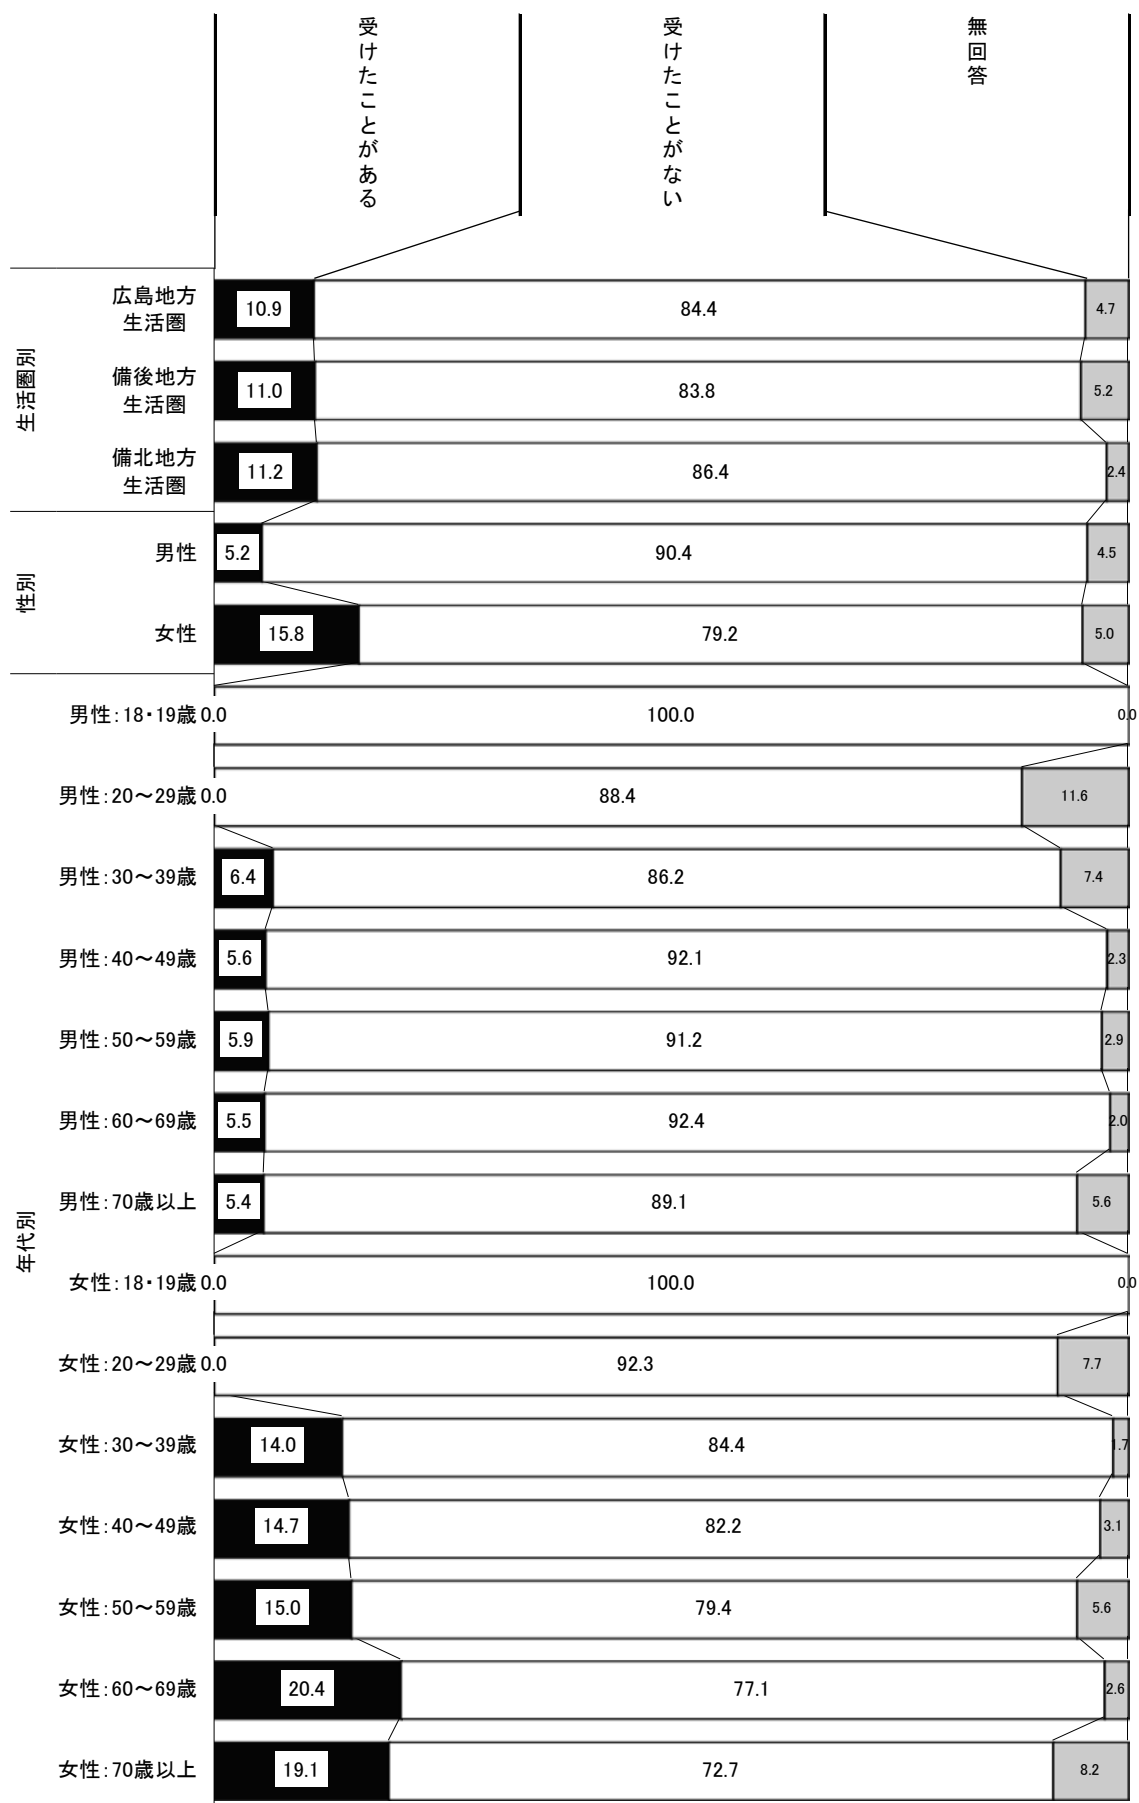 受けたことがある
受けたことがない
無回答
生活圏別
広島地方
生活圏
10.9
84.4
4.7
備後地方
生活圏
11.0
83.8
5.2
備北地方
生活圏
11.2
86.4
2.4
性別
男性
5.2
90.4
4.5
女性
15.8
79.2
5.0
年代別
男性:18・19歳
0.0
100.0
0.0
男性:20～29歳
0.0
88.4
11.6
男性:30～39歳
6.4
86.2
7.4
男性:40～49歳
5.6
92.1
2.3
男性:50～59歳
5.9
91.2
2.9
男性:60～69歳
5.5
92.4
2.0
男性:70歳以上
5.4
89.1
5.6
女性:18・19歳
0.0
100.0
0.0
女性:20～29歳
0.0
92.3
7.7
女性:30～39歳
14.0
84.4
1.7
女性:40～49歳
14.7
82.2
3.1
女性:50～59歳
15.0
79.4
5.6
女性:60～69歳
20.4
77.1
2.6
女性:70歳以上
19.1
72.7
8.2